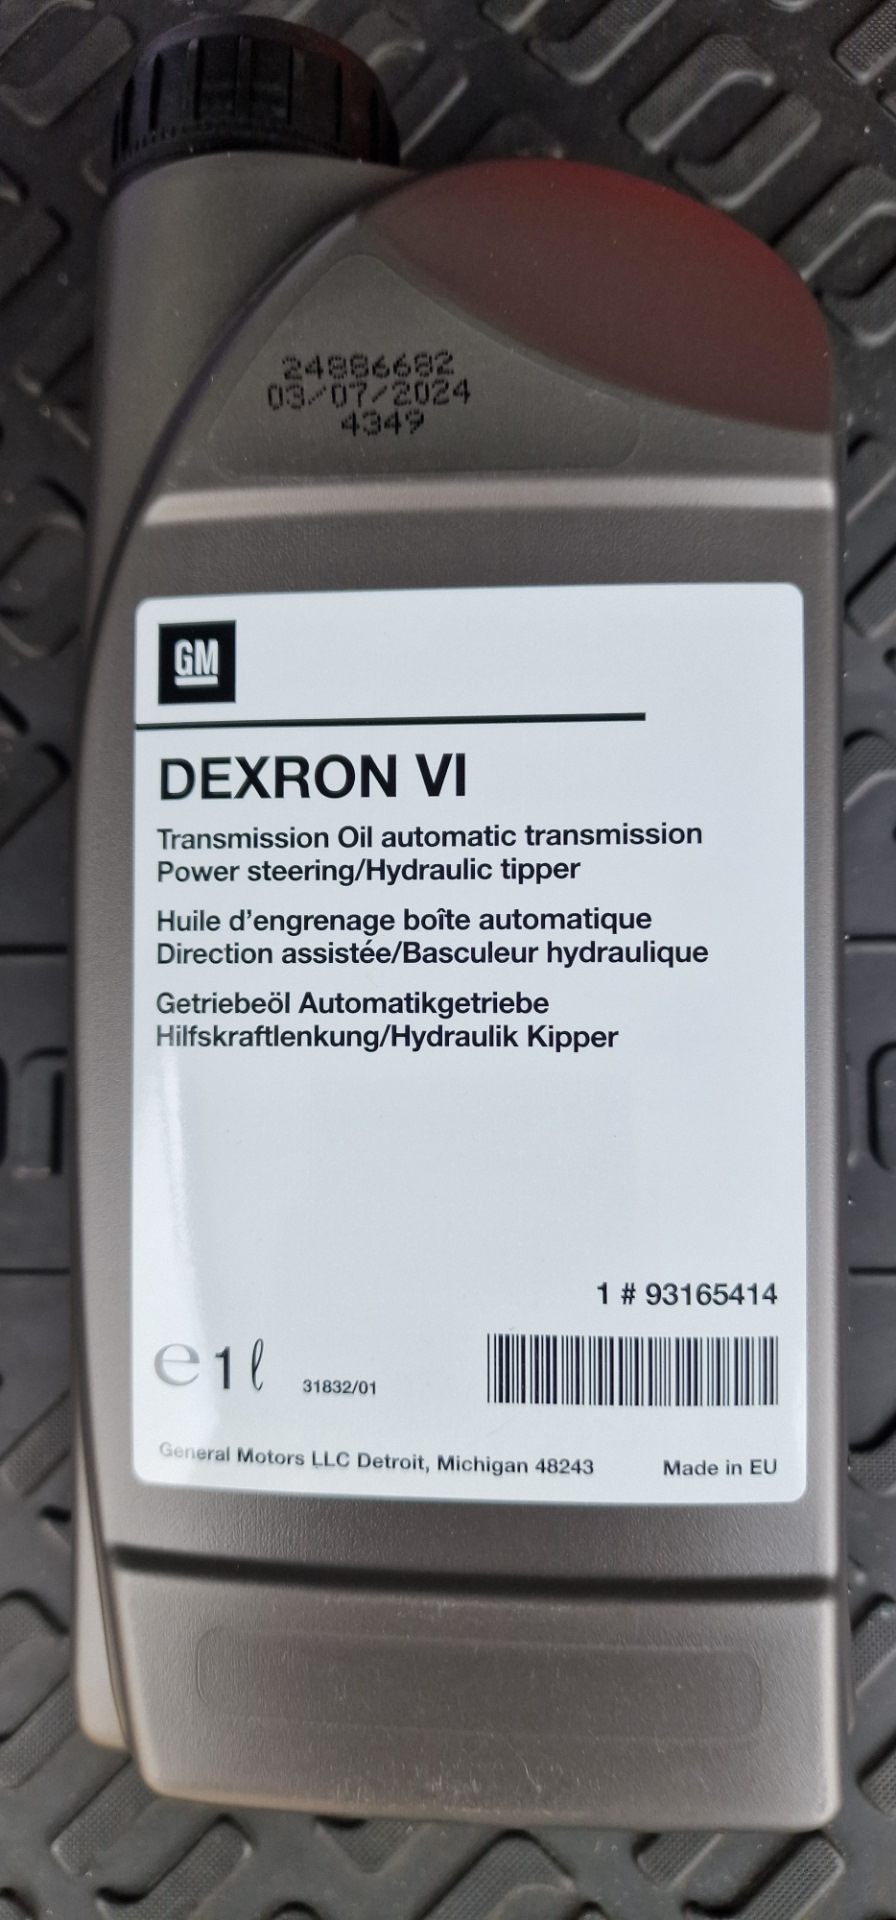 24886682
03/07/2024
4349
GM
DEXRON VI
Transmission Oil automatic transmission
Power steering/Hydraulic tipper
Huile d'engrenage boîte automatique
Direction assistée/Basculeur hydraulique
Getriebeöl Automatikgetriebe
Hilfskraftlenkung/Hydraulik Kipper
1 # 93165414
℮ 1 ℓ 31832/01
General Motors LLC Detroit, Michigan 48243 Made in EU